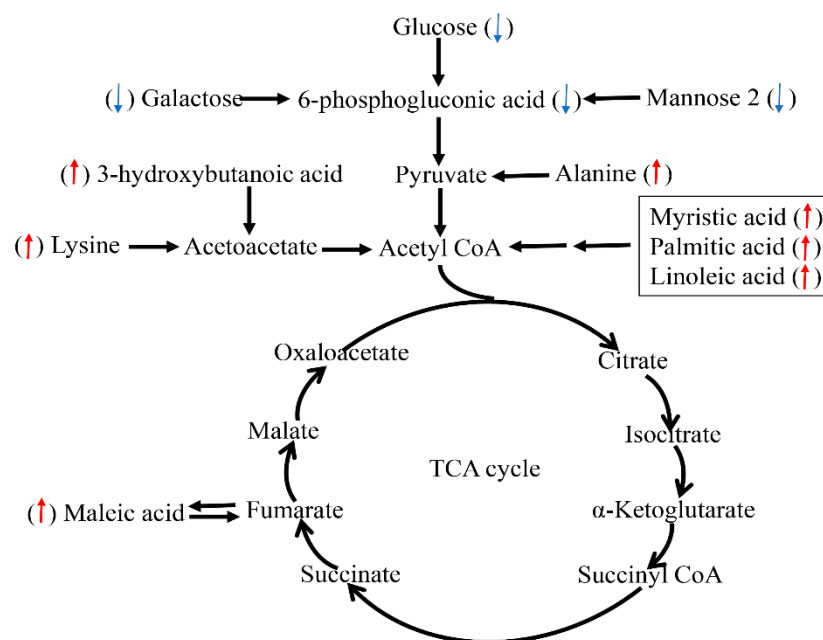 Glucose (↓)
(↓) Galactose
6-phosphogluconic acid (↓)
Mannose 2 (↓)
(↑) 3-hydroxybutanoic acid
Pyruvate
Alanine (↑)
Myristic acid (↑)
Palmitic acid (↑)
Linoleic acid (↑)
(↑) Lysine
Acetoacetate
Acetyl CoA
Oxaloacetate
Citrate
Malate
Isocitrate
TCA cycle
(↑) Maleic acid
Fumarate
α-Ketoglutarate
Succinate
Succinyl CoA